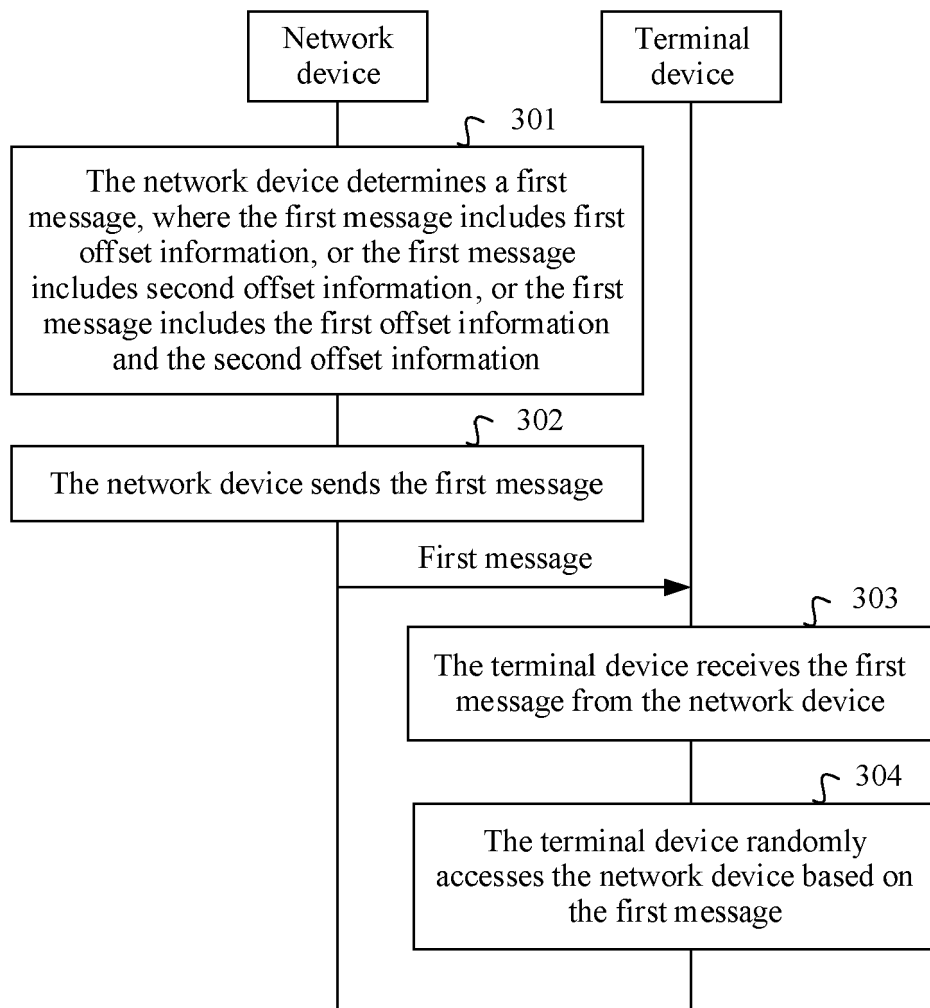 Network
device
Terminal
device
301
The network device determines a first
message, where the first message includes first
offset information, or the first message
includes second offset information, or the first
message includes the first offset information
and the second offset information
302
The network device sends the first message
First message
303
The terminal device receives the first
message from the network device
304
The terminal device randomly
accesses the network device based on
the first message